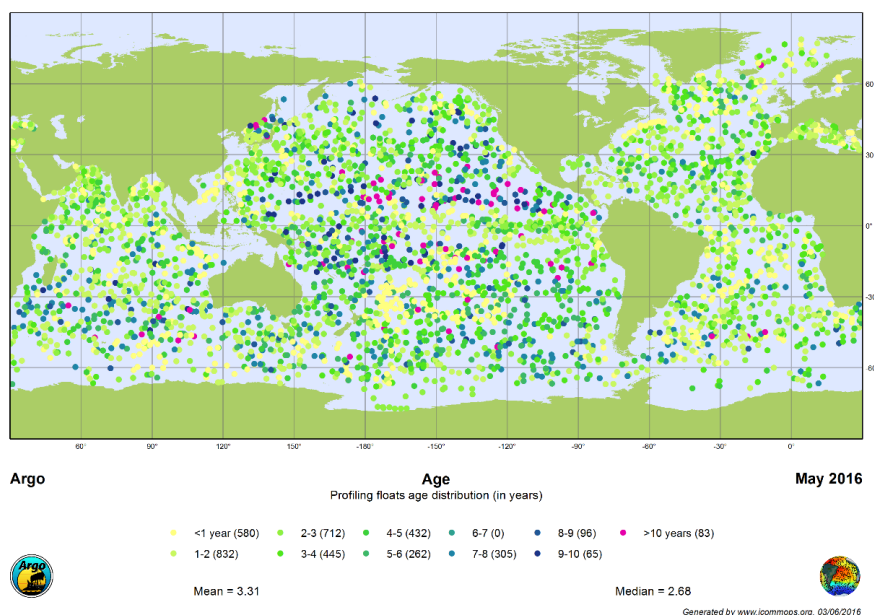 60
30
0°
-30
-60
60° 90° 120° 150° -180° -150° -120° -90° -60° -30° 0°
Argo Age May 2016
Profiling floats age distribution (in years)
<1 year (580) 2-3 (712) 4-5 (432) 6-7 (0) 8-9 (96) >10 years (83)
1-2 (832) 3-4 (445) 5-6 (262) 7-8 (305) 9-10 (65)
Argo
Mean = 3.31 Median = 2.68
Generated by www.jcommops.org, 03/06/2016